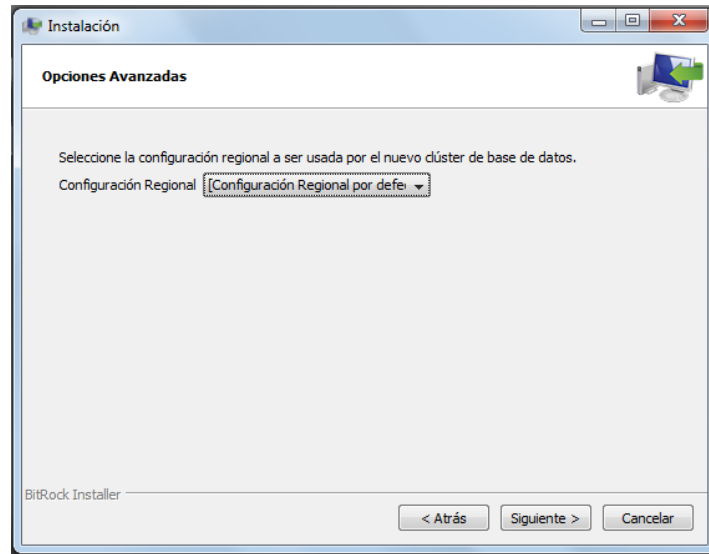 Instalación
Opciones Avanzadas
Seleccione la configuración regional a ser usada por el nuevo clúster de base de datos.
Configuración Regional [Configuración Regional por defe
BitRock Installer
< Atrás
Siguiente >
Cancelar